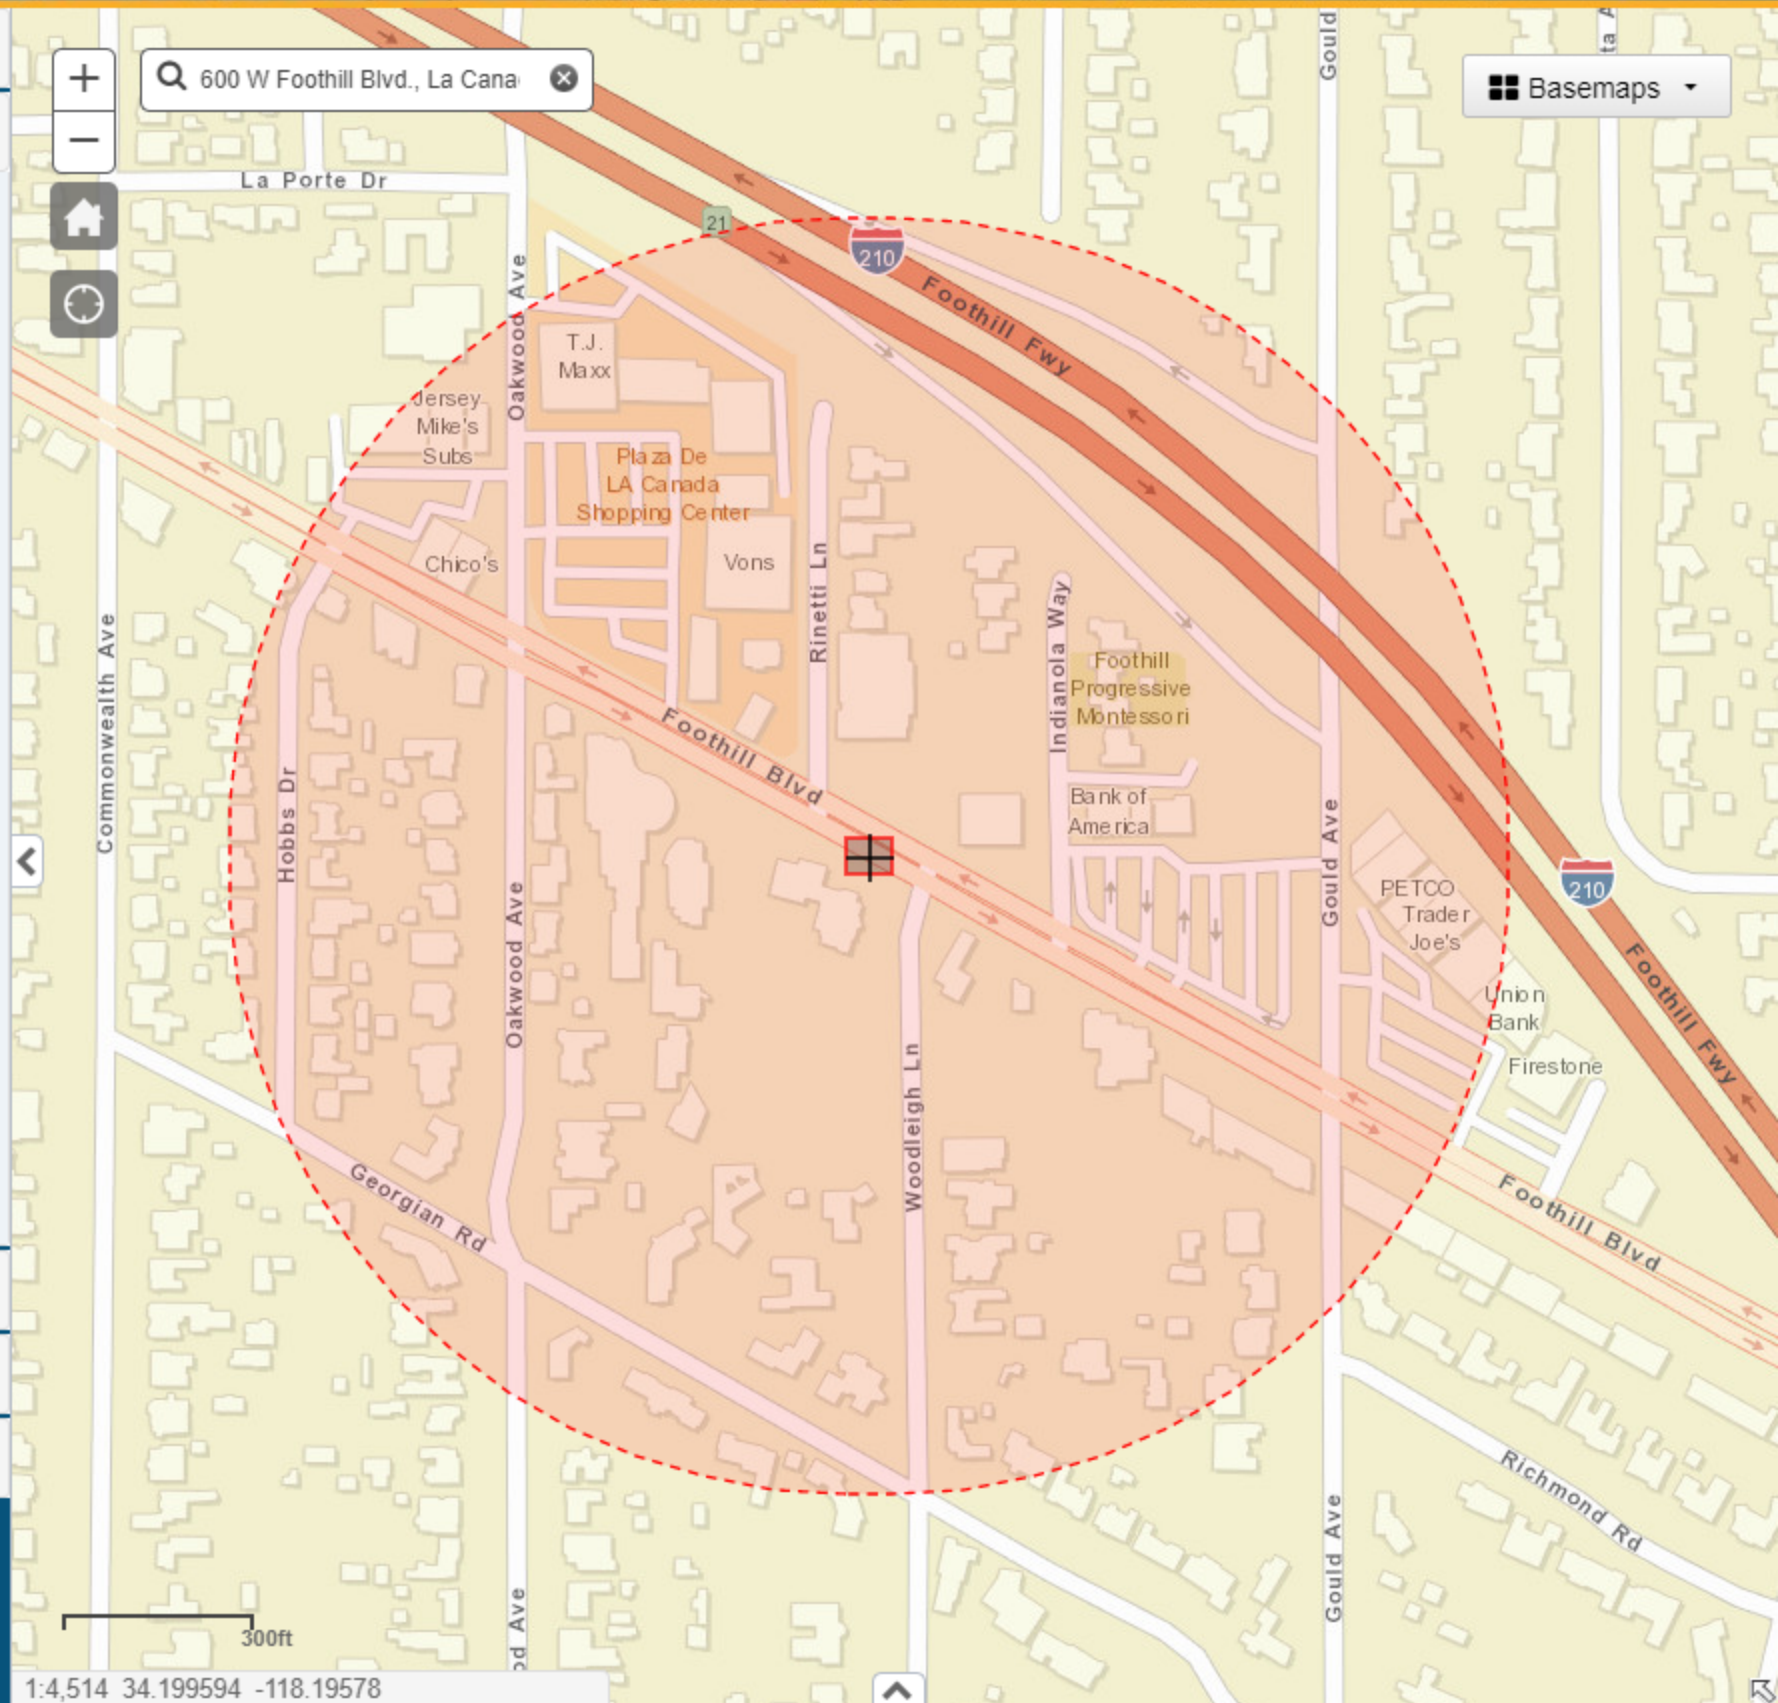 Gould
ta A
600 W Foothill Blvd., La Cana
Basemaps
+
−
La Porte Dr
21
210
Foothill Fwy
Oakwood Ave
T.J.
Maxx
Jersey
Mike's
Subs
Plaza De
LA Canada
Shopping Center
Chico's
Vons
Rinetti Ln
Indianola Way
Foothill
Progressive
Montessori
Commonwealth Ave
Hobbs Dr
Foothill Blvd
Bank of
America
Gould Ave
210
PETCO
Trader
Joe's
Oakwood Ave
Foothill Fwy
Union
Bank
Firestone
Woodleigh Ln
Georgian Rd
Foothill Blvd
Richmond Rd
Gould Ave
od Ave
300ft
1:4,514 34.199594 -118.19578